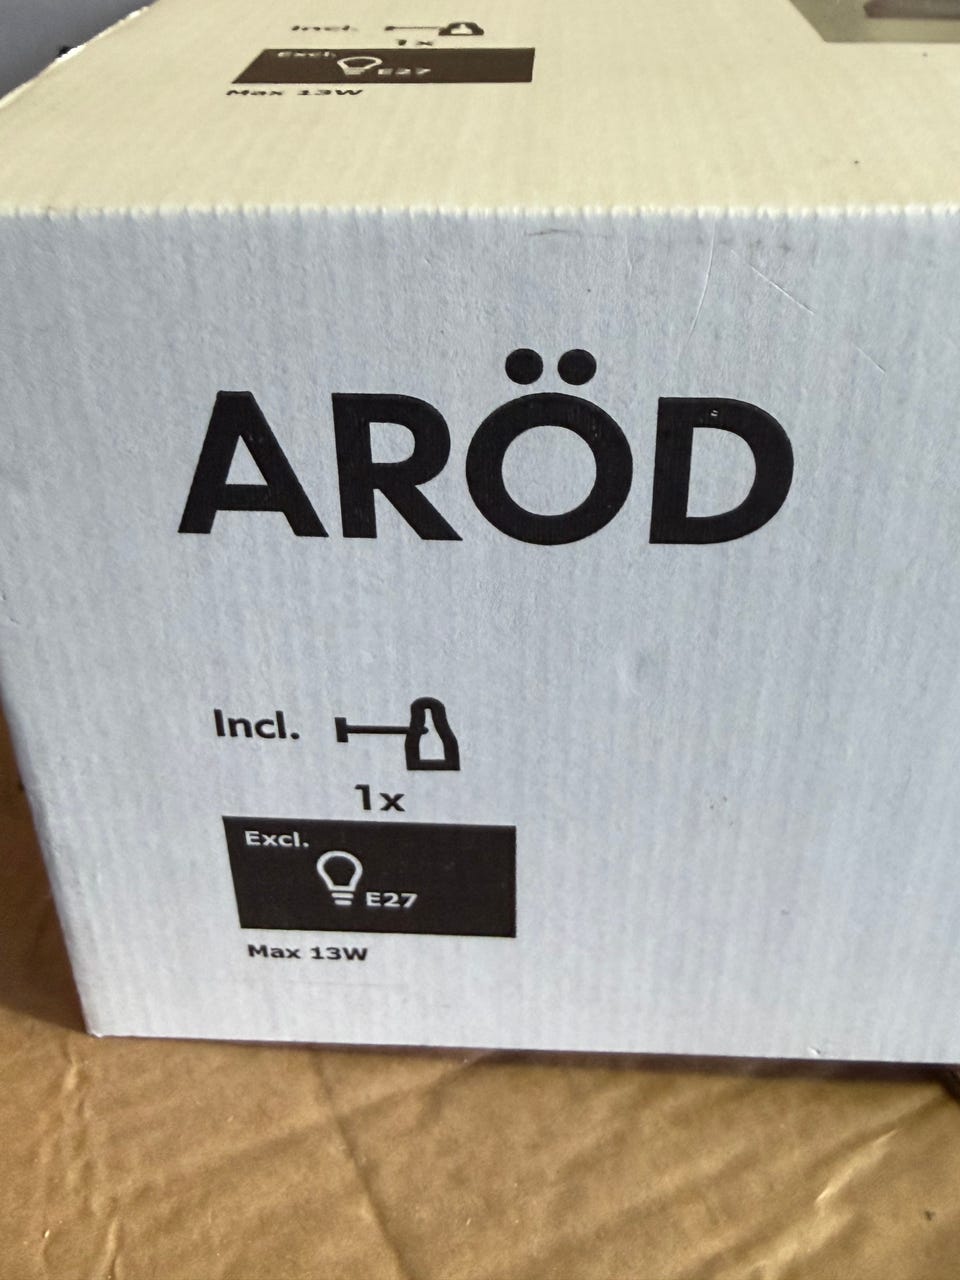 Incl.
1x
Excl.
E27
Max 13W
ARÖD
Incl.
1x
Excl.
E27
Max 13W